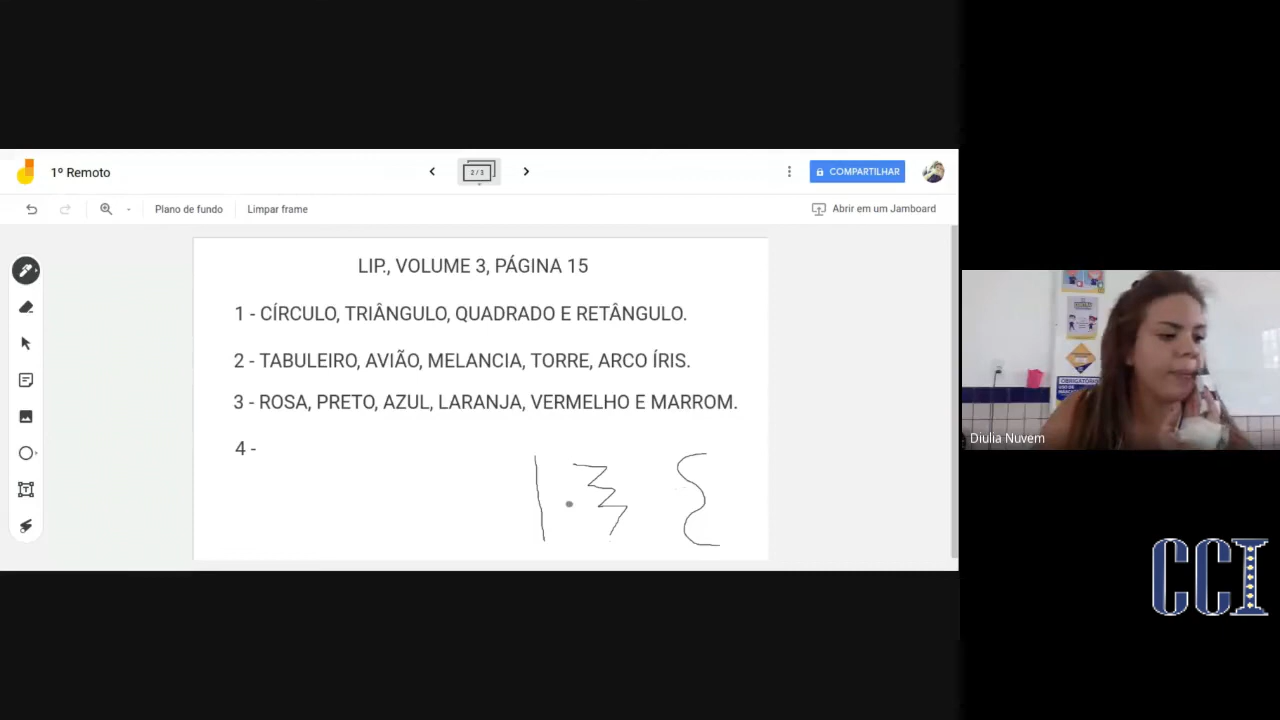 1º Remoto
2 / 3
COMPARTILHAR
Plano de fundo
Limpar frame
Abrir em um Jamboard
LIP., VOLUME 3, PÁGINA 15
1 - CÍRCULO, TRIÂNGULO, QUADRADO E RETÂNGULO.
2 - TABULEIRO, AVIÃO, MELANCIA, TORRE, ARCO ÍRIS.
3 - ROSA, PRETO, AZUL, LARANJA, VERMELHO E MARROM.
4 -
Diulia Nuvem
CCI